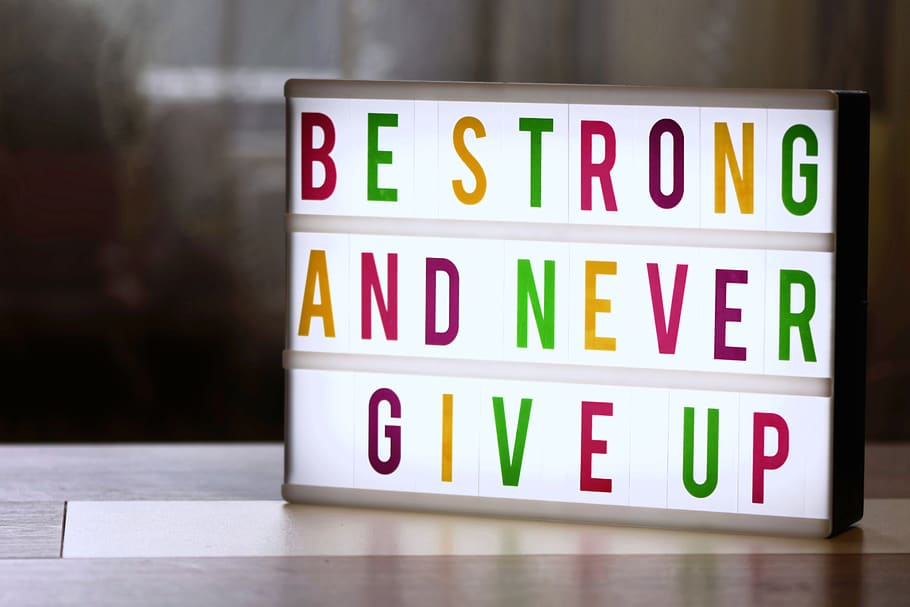 BE STRONG
AND NEVER
GIVE UP